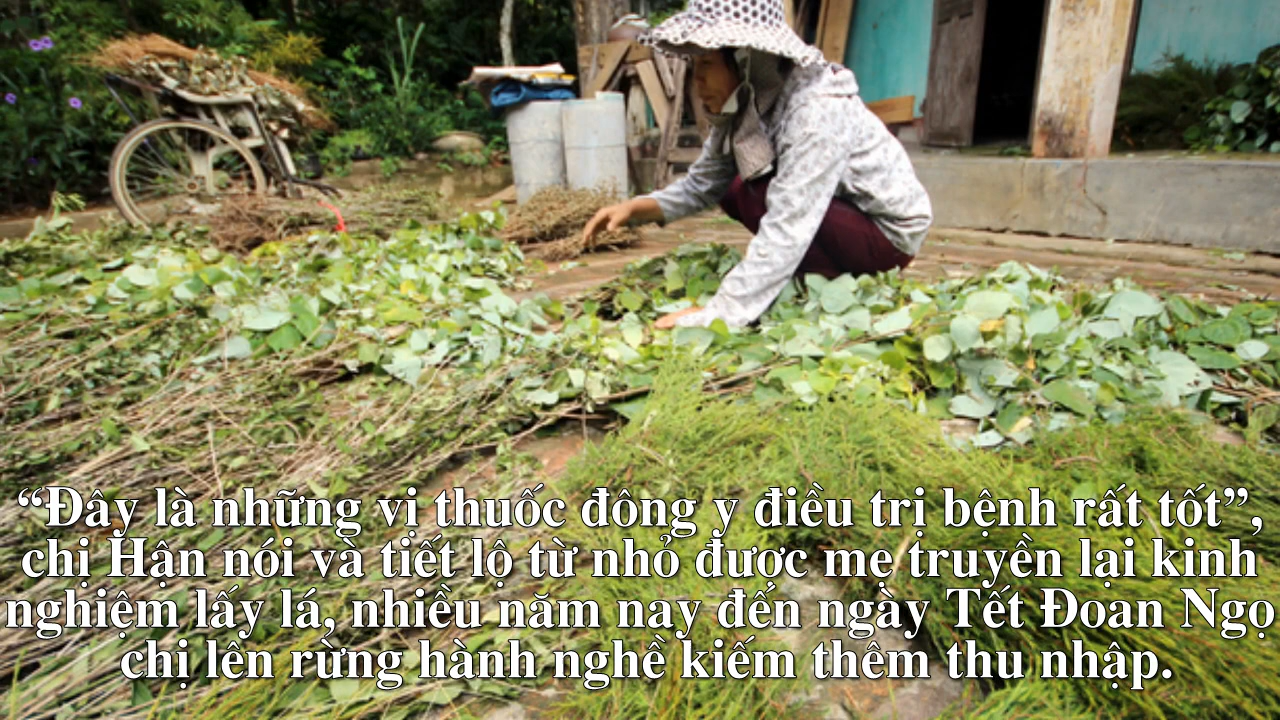 “Đây là những vị thuốc đông y điều trị bệnh rất tốt”,
chị Hận nói và tiết lộ từ nhỏ được mẹ truyền lại kinh
nghiệm lấy lá, nhiều năm nay đến ngày Tết Đoan Ngọ
chị lên rừng hành nghề kiếm thêm thu nhập.